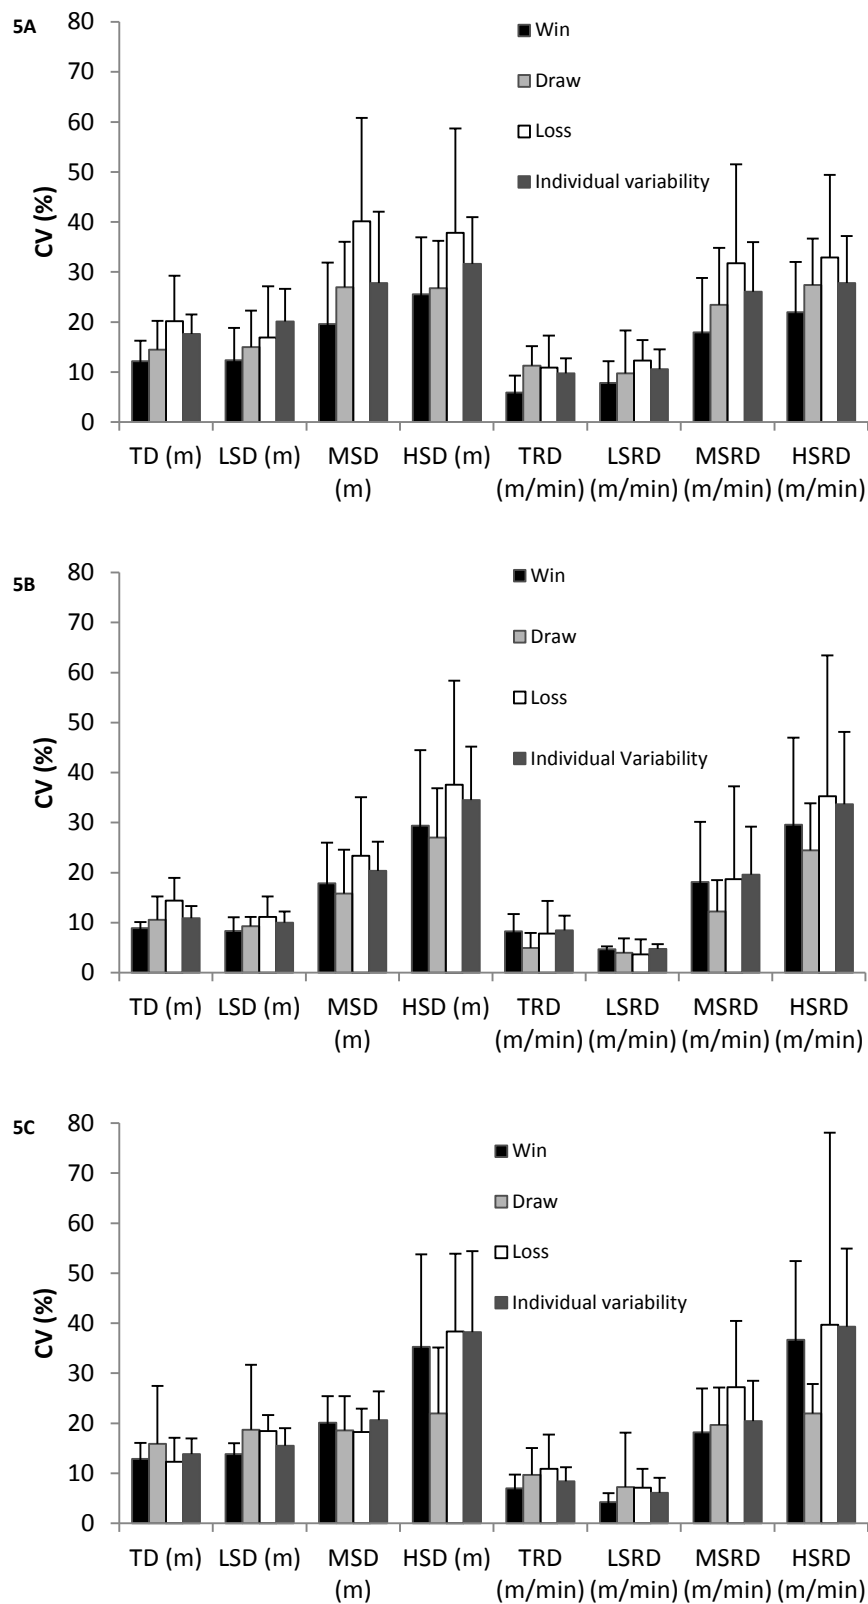 5A
80
70
60
50
40
30
20
10
0
CV (%)
Win
Draw
Loss
Individual variability
TD (m) LSD (m) MSD HSD (m) TRD LSRD MSRD HSRD
(m) (m/min) (m/min) (m/min) (m/min)
5B
80
70
60
50
40
30
20
10
0
CV (%)
Win
Draw
Loss
Individual Variability
TD (m) LSD (m) MSD HSD (m) TRD LSRD MSRD HSRD
(m) (m/min) (m/min) (m/min) (m/min)
5C
80
70
60
50
40
30
20
10
0
CV (%)
Win
Draw
Loss
Individual variability
TD (m) LSD (m) MSD HSD (m) TRD LSRD MSRD HSRD
(m) (m/min) (m/min) (m/min) (m/min)